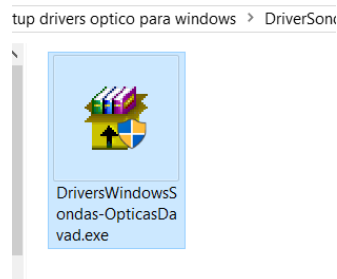 tup drivers optico para windows > DriverSond
DriversWindowsS
ondas-OpticasDa
vad.exe